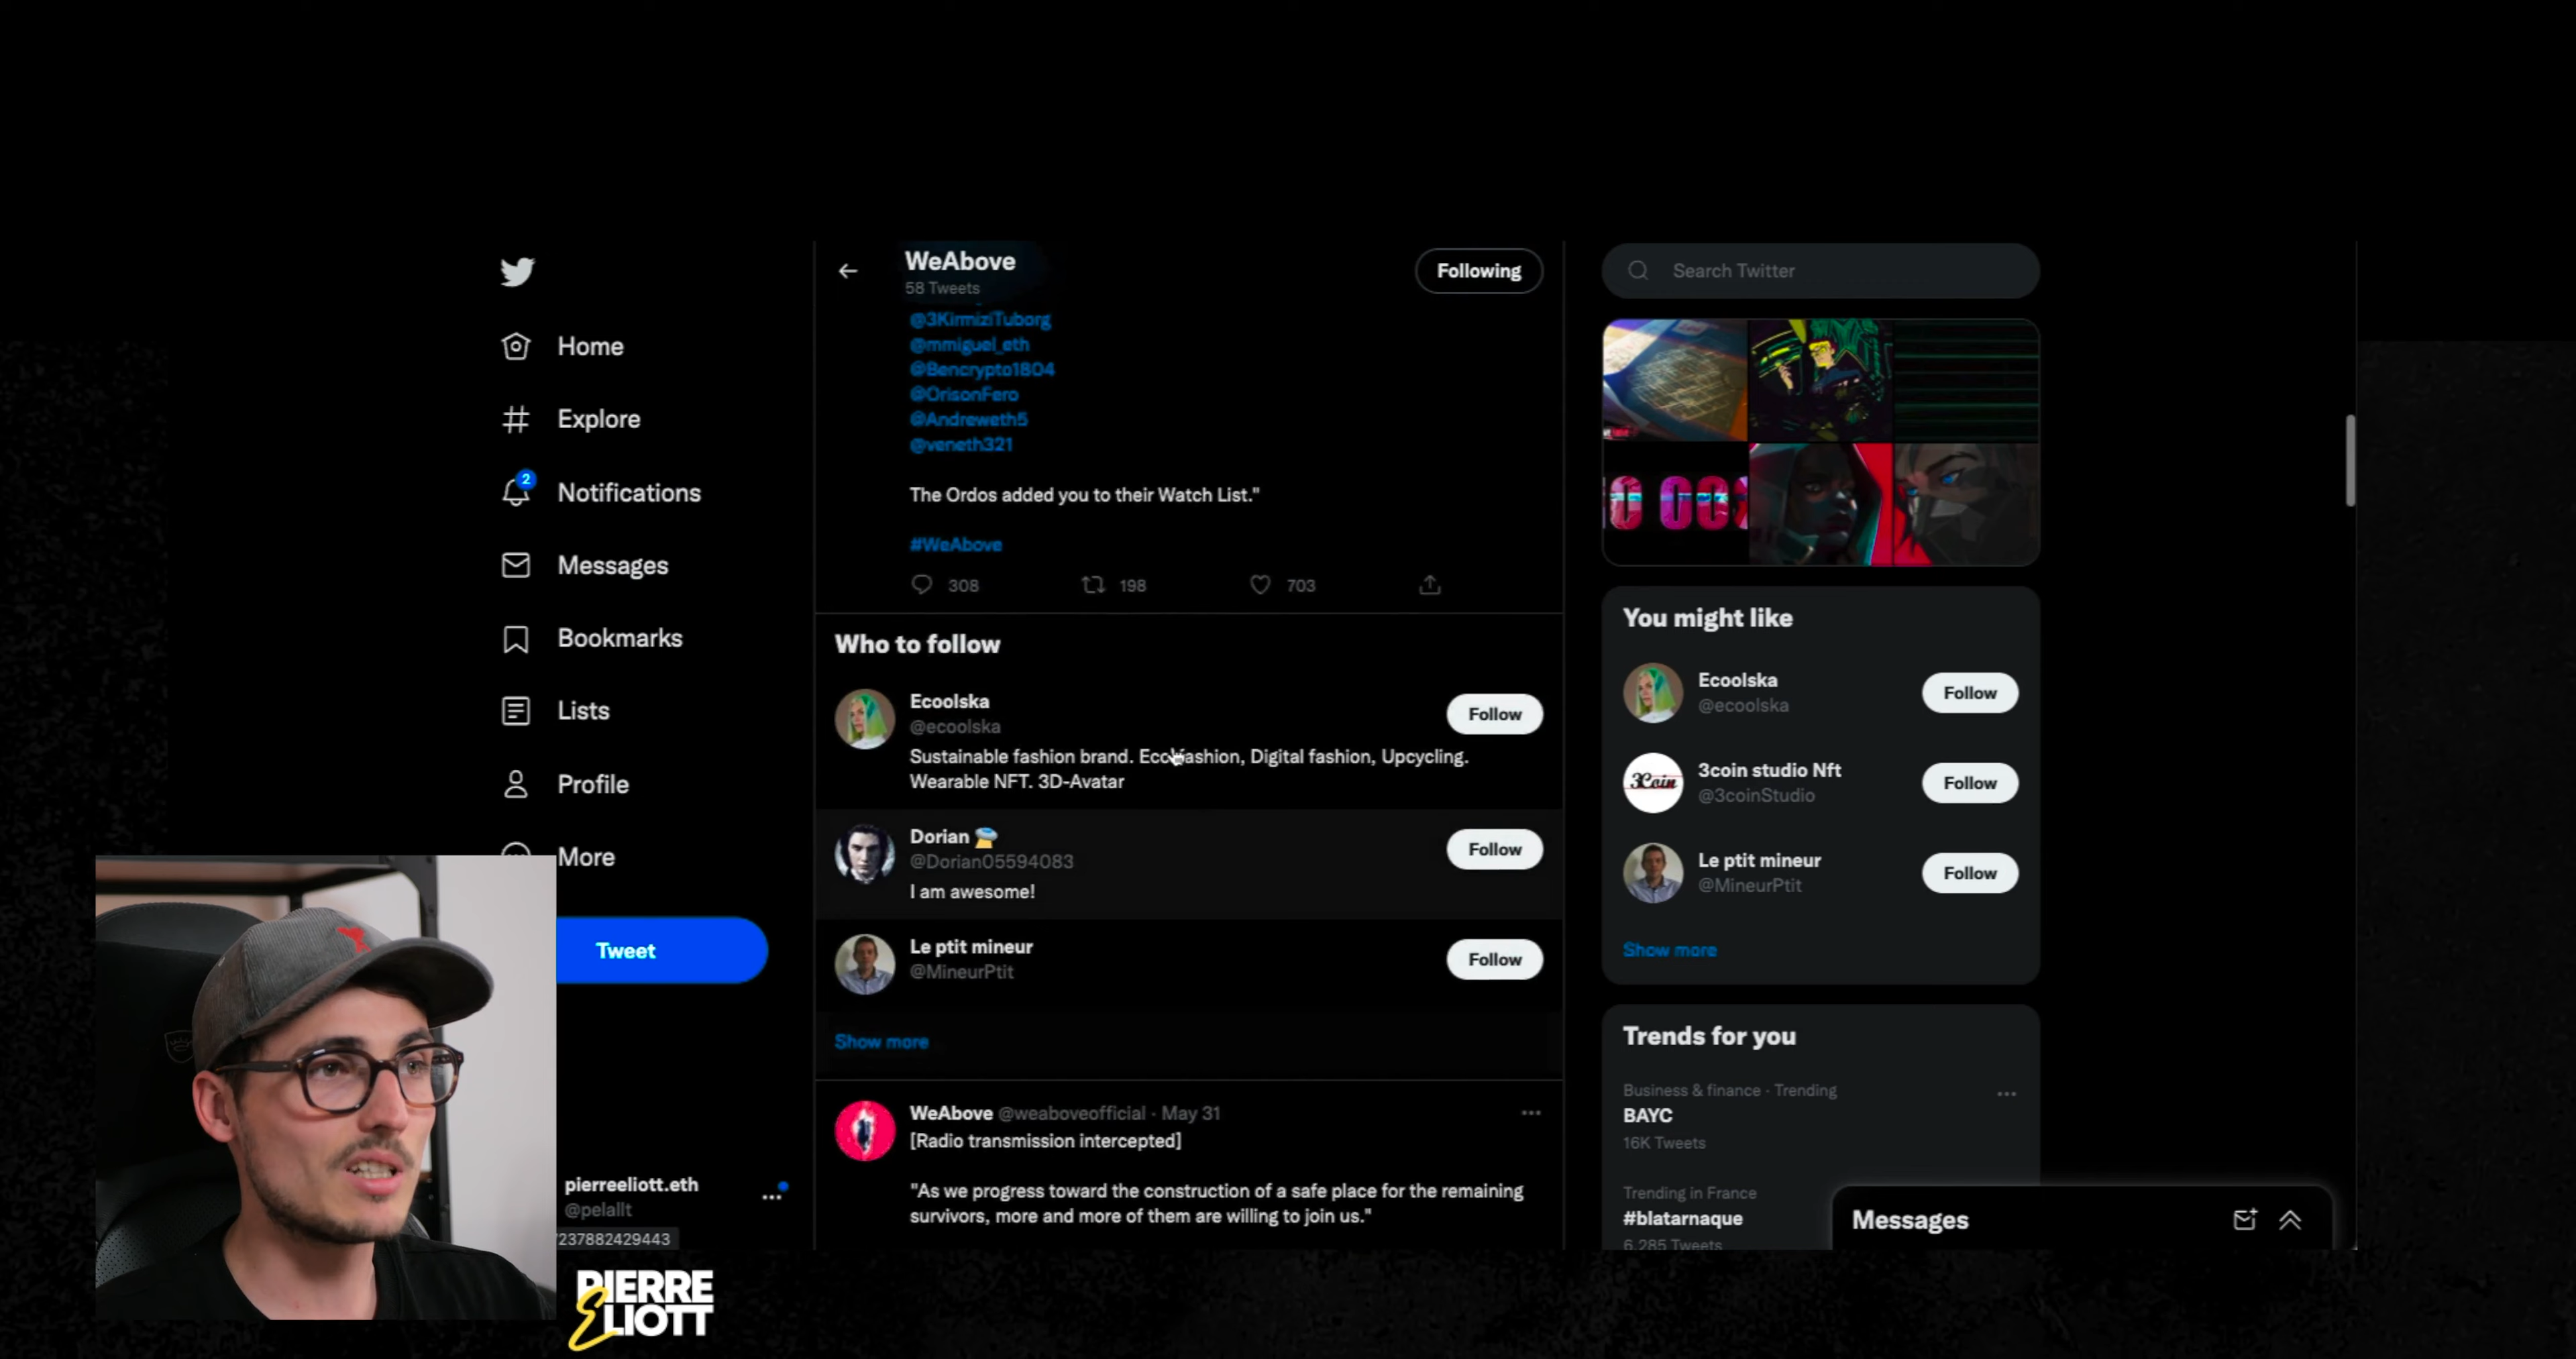 Home
Explore
2
Notifications
Messages
Bookmarks
Lists
Profile
More
Tweet
pierreeliott.eth
@pelallt
237882429443
PIERRE
ELIOTT
WeAbove
58 Tweets
Following
@3KirmiziTuborg
@mmiguel_eth
@Bencrypto1804
@OrisonFero
@Andreweth5
@veneth321
The Ordos added you to their Watch List."
#WeAbove
308 198 703
Who to follow
Ecoolska
@ecoolska
Follow
Sustainable fashion brand. Eco fashion, Digital fashion, Upcycling.
Wearable NFT. 3D-Avatar
Dorian
@Dorian05594083
Follow
I am awesome!
Le ptit mineur
@MineurPtit
Follow
Show more
WeAbove @weaboveofficial · May 31
[Radio transmission intercepted]
"As we progress toward the construction of a safe place for the remaining
survivors, more and more of them are willing to join us."
Search Twitter
You might like
Ecoolska
@ecoolska
Follow
3Coin
3coin studio Nft
@3coinStudio
Follow
Le ptit mineur
@MineurPtit
Follow
Show more
Trends for you
Business & finance · Trending
BAYC
16K Tweets
Trending in France
#blatarnaque
6,285 Tweets
Messages